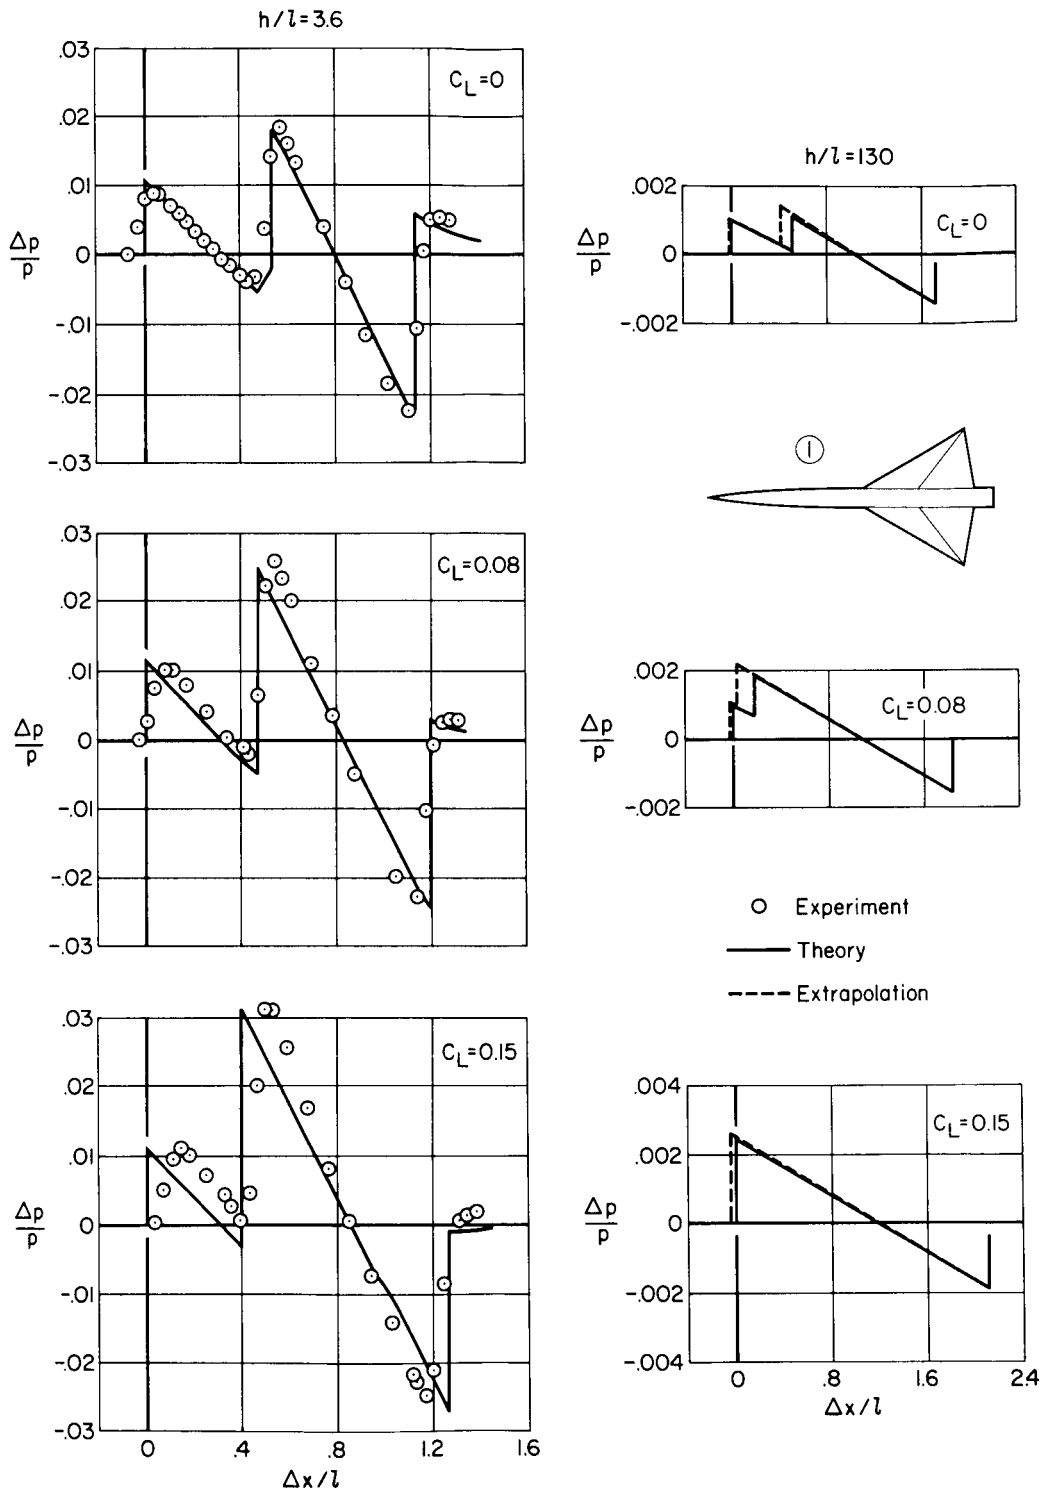 h/l=3.6
.03
.02
.01
0
-.01
-.02
-.03
Δp
p
C_L=0
h/l=130
.002
0
-.002
Δp
p
C_L=0
1
.03
.02
.01
0
-.01
-.02
-.03
Δp
p
C_L=0.08
.002
0
-.002
Δp
p
C_L=0.08
Experiment
Theory
Extrapolation
.03
.02
.01
0
-.01
-.02
-.03
Δp
p
C_L=0.15
0 .4 .8 1.2 1.6
Δx/l
.004
.002
0
-.002
-.004
Δp
p
C_L=0.15
0 .8 1.6 2.4
Δx/l